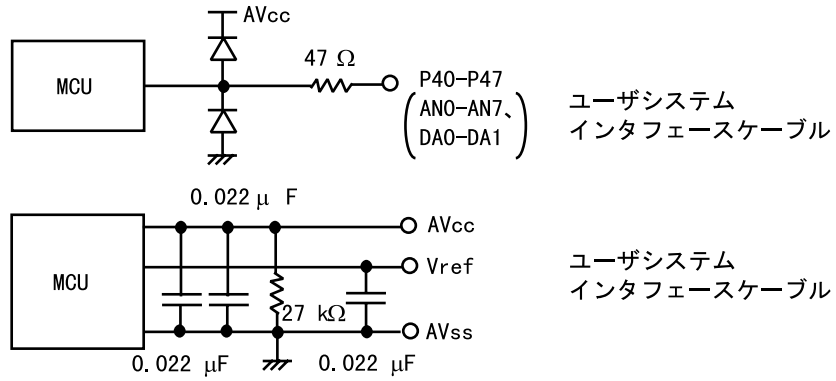 AVcc
MCU
47 Ω
P40-P47
AN0-AN7、
DA0-DA1
ユーザシステム
インタフェースケーブル
0.022 μ F
MCU
AVcc
Vref
27 kΩ
AVss
0.022 μF
0.022 μF
ユーザシステム
インタフェースケーブル